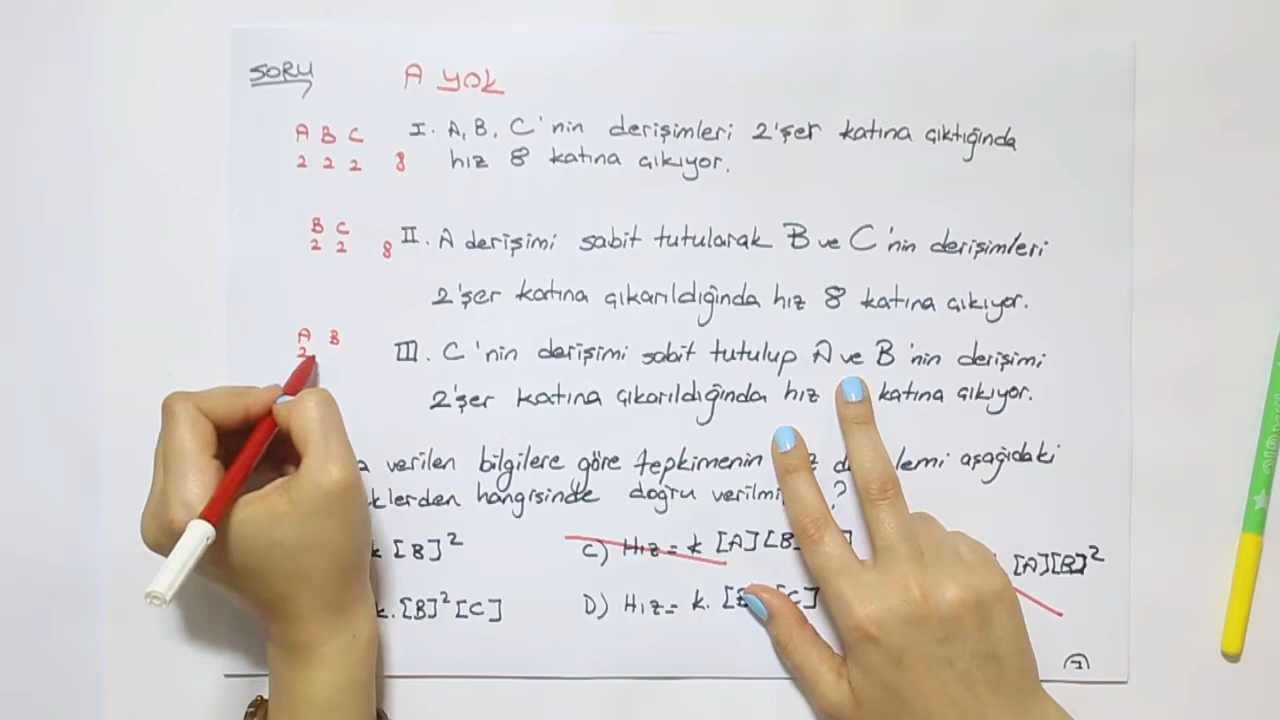 SORU
A YOK
A B C
2 2 2 8
I. A, B, C'nin derişimleri 2'şer katına çıktığında
hız 8 katına çıkıyor.
B C
2 2 8
II. A derişimi sabit tutularak B ve C'nin derişimleri
2'şer katına çıkarıldığında hız 8 katına çıkıyor.
A B
2
III. C'nin derişimi sabit tutulup A ve B'nin derişimi
2'şer katına çıkarıldığında hız katına çıkıyor.
verilen bilgilere göre tepkimenin aşağıdaki
hangisinde doğru ?
k [B]²
C) Hız = k [A][B
[A][B]²
k. [B]² [C]
D) Hız = k. [C]